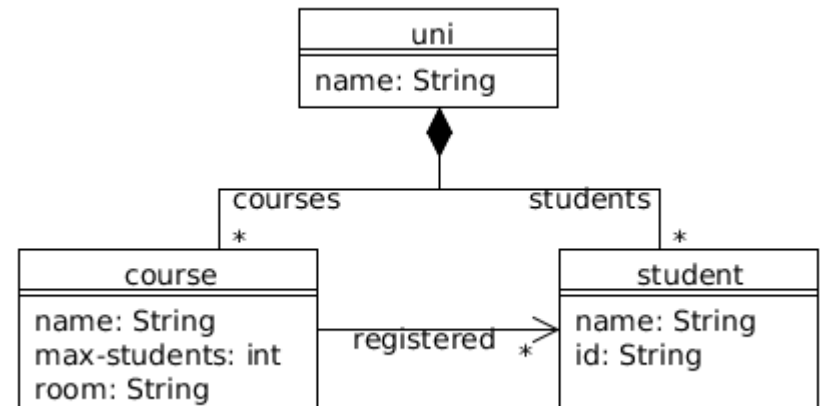 uni
name: String
courses
students
*
*
course
name: String
max-students: int
room: String
registered
*
student
name: String
id: String